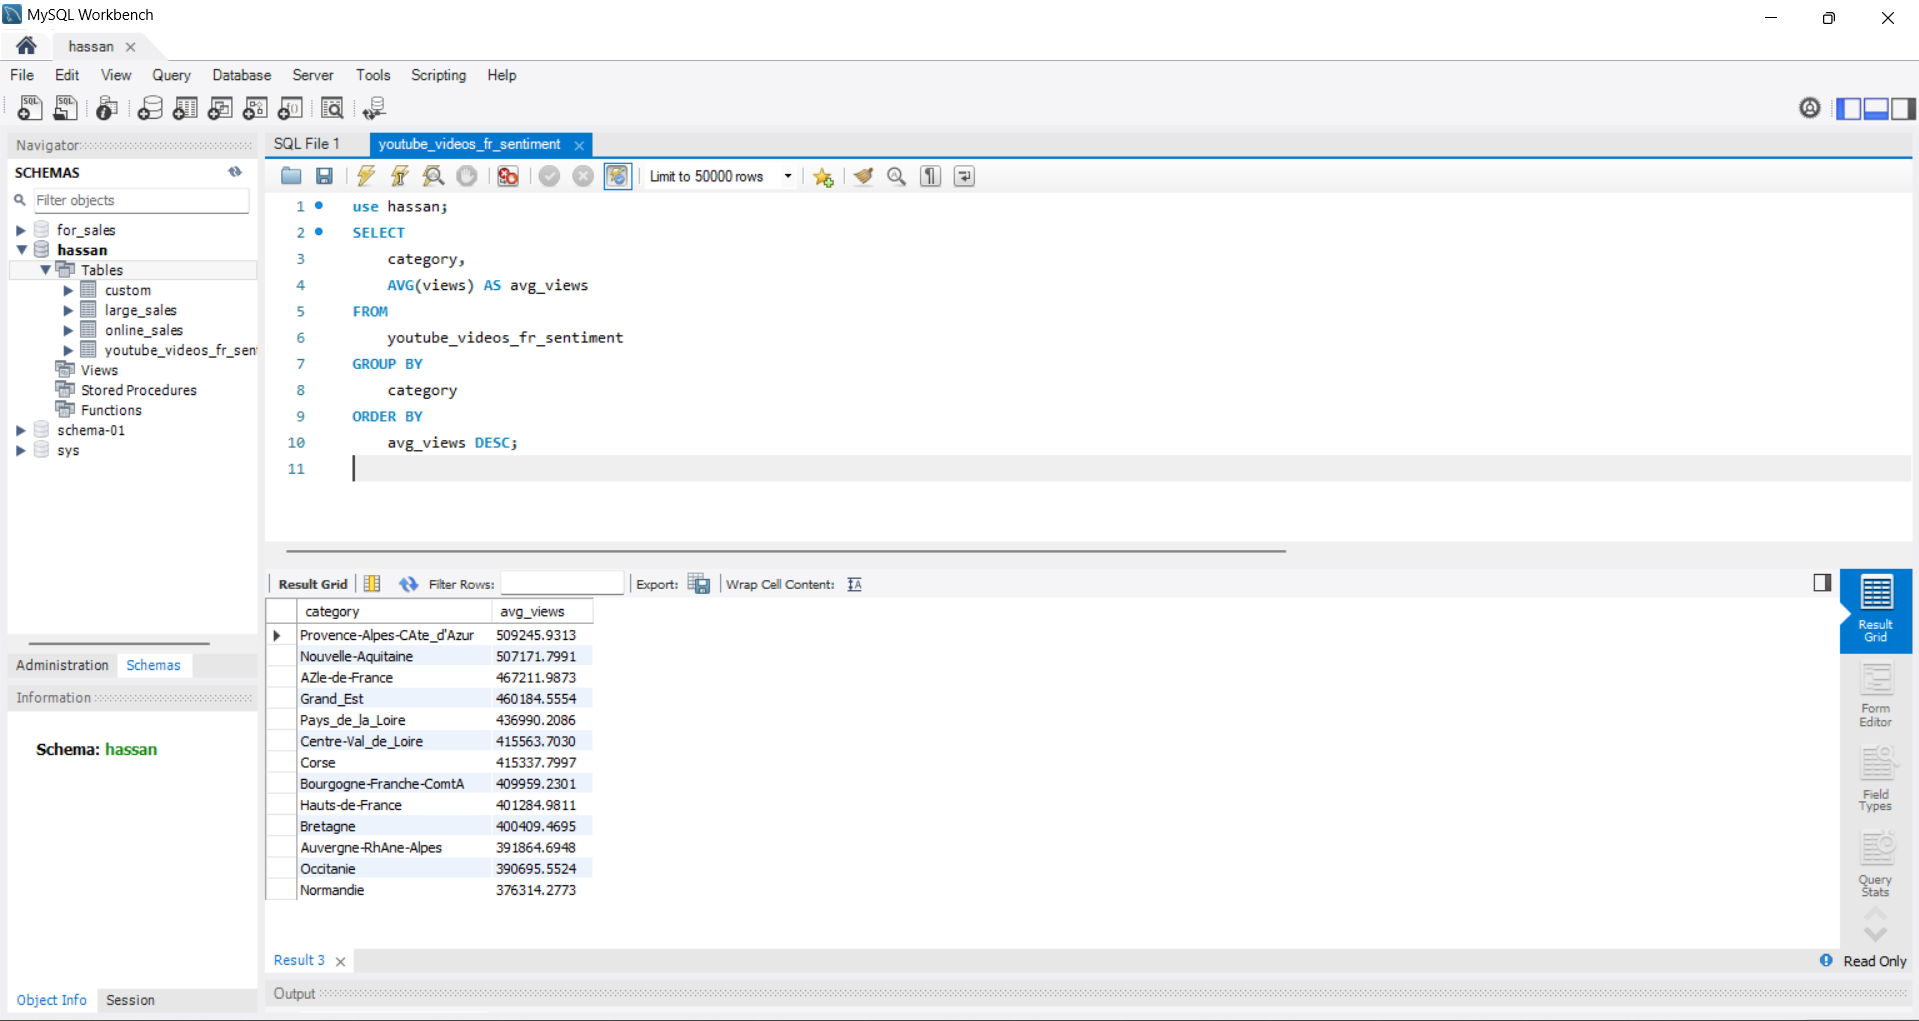 MySQL Workbench
hassan
File Edit View Query Database Server Tools Scripting Help
Navigator
SCHEMAS
Filter objects
for_sales
hassan
Tables
custom
large_sales
online_sales
youtube_videos_fr_sen
Views
Stored Procedures
Functions
schema-01
sys
Administration Schemas
Information
Schema: hassan
Object Info Session
SQL File 1 youtube_videos_fr_sentiment
Limit to 50000 rows
1 use hassan;
2 SELECT
3 category,
4 AVG(views) AS avg_views
5 FROM
6 youtube_videos_fr_sentiment
7 GROUP BY
8 category
9 ORDER BY
10 avg_views DESC;
11
Result Grid Filter Rows: Export: Wrap Cell Content:
category avg_views
Provence-Alpes-CAte_d'Azur 509245.9313
Nouvelle-Aquitaine 507171.7991
AZle-de-France 467211.9873
Grand_Est 460184.5554
Pays_de_la_Loire 436990.2086
Centre-Val_de_Loire 415563.7030
Corse 415337.7997
Bourgogne-Franche-ComtA 409959.2301
Hauts-de-France 401284.9811
Bretagne 400409.4695
Auvergne-RhAne-Alpes 391864.6948
Occitanie 390695.5524
Normandie 376314.2773
Result
Grid
Form
Editor
Field
Types
Query
Stats
Result 3
Read Only
Output